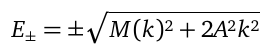 E± = ±√M(k)² + 2A²k²